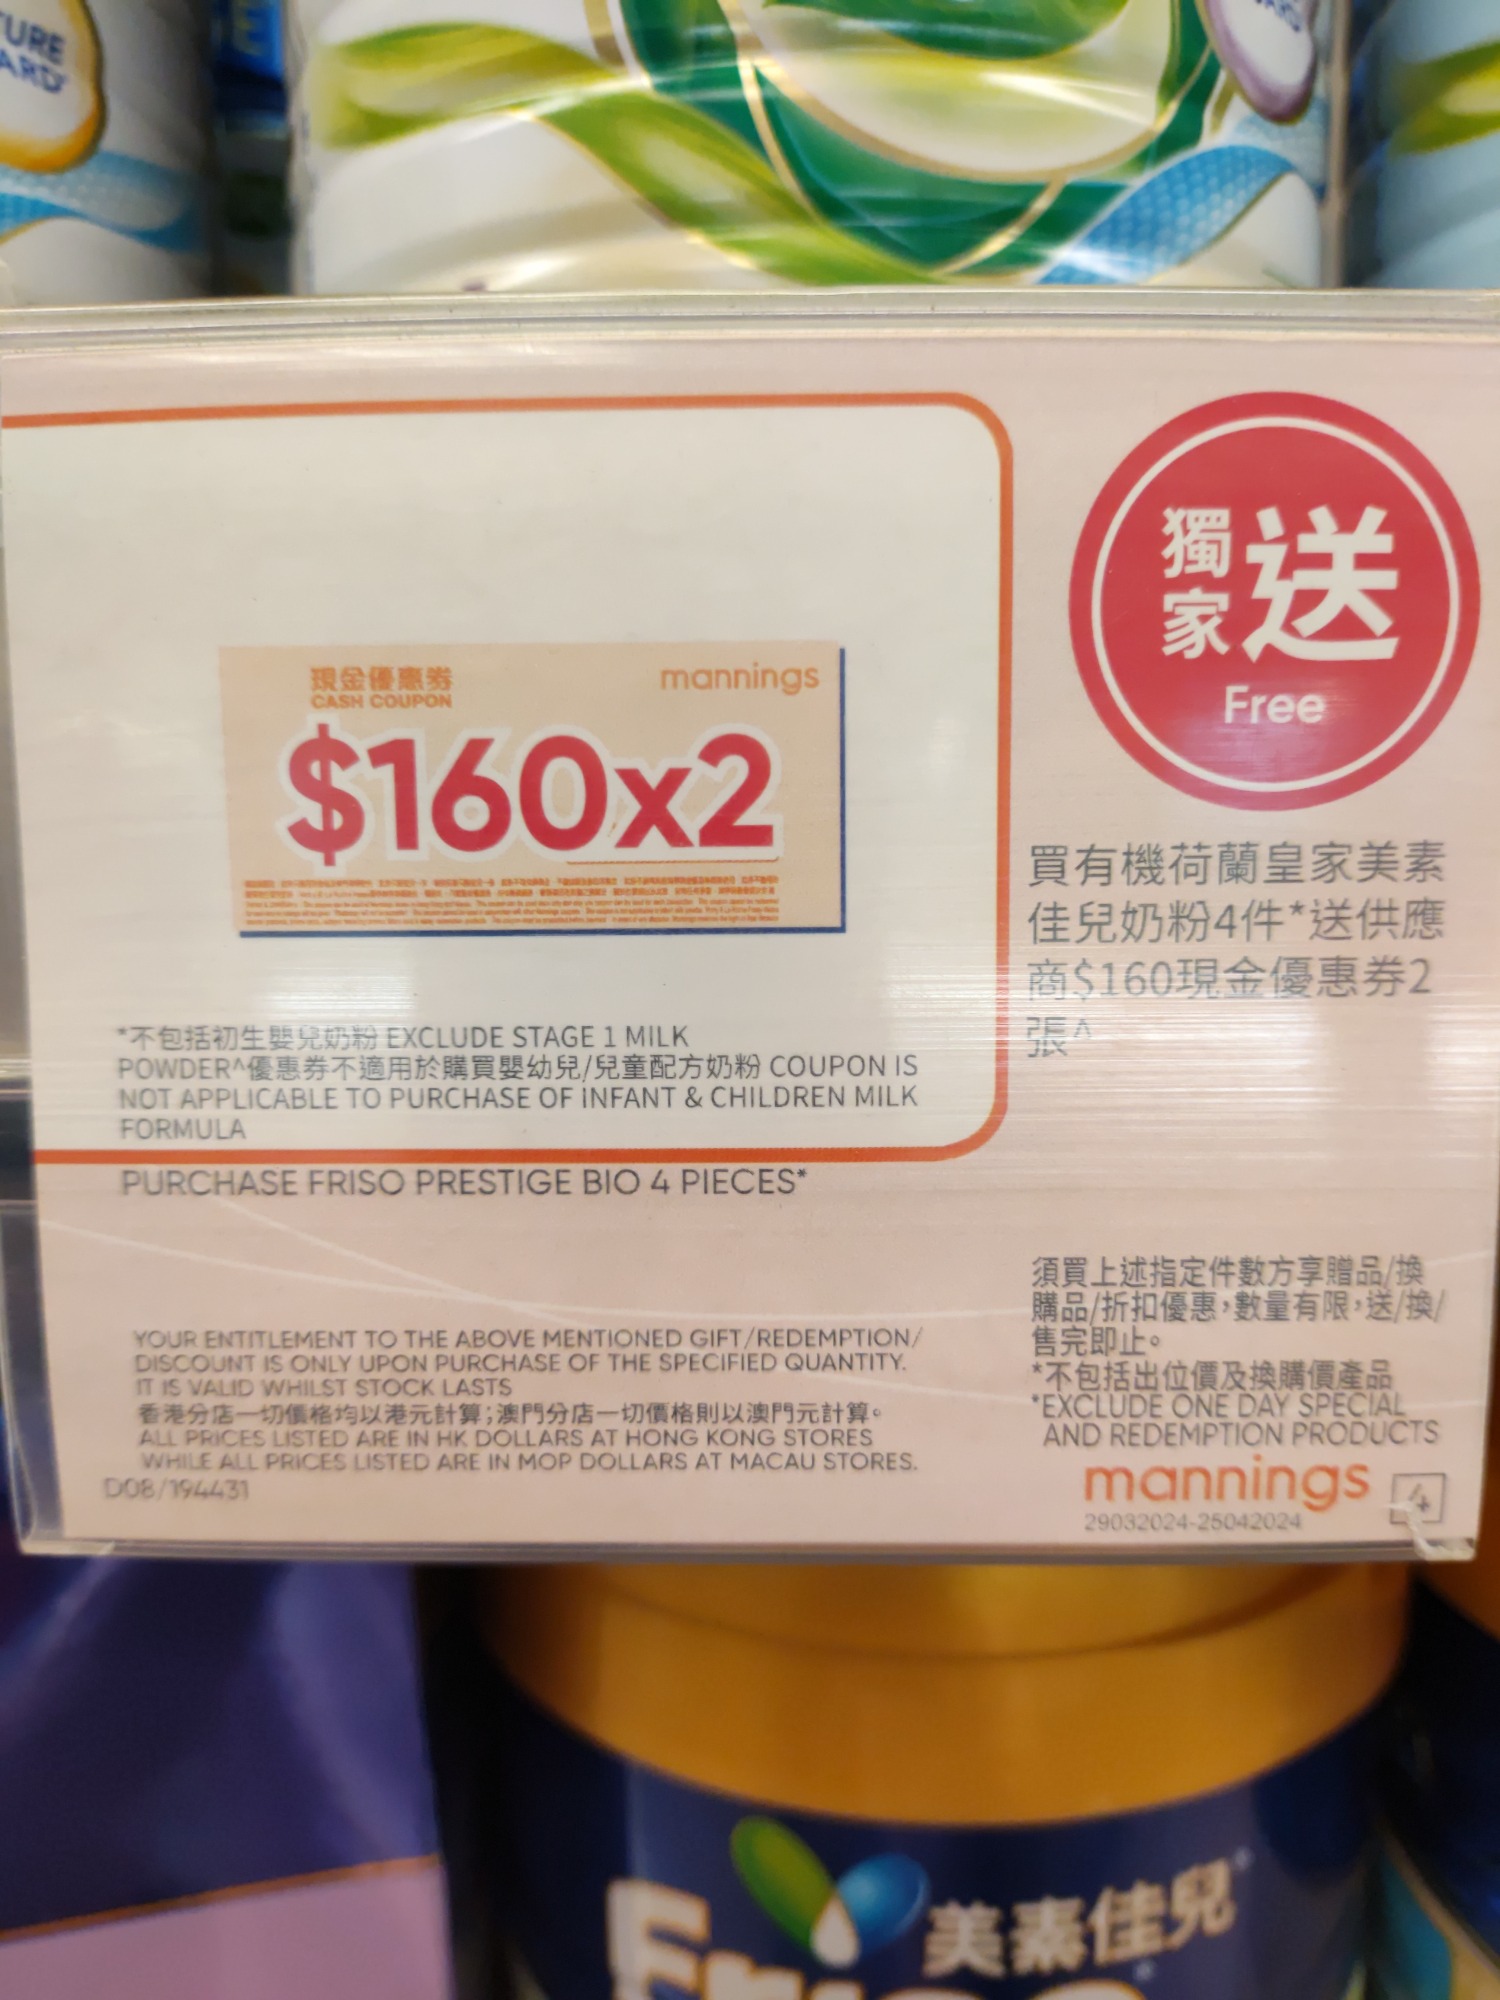 TURE
ARD
獨家送
Free
現金優惠券
CASH COUPON
mannings
$160x2
買有機荷蘭皇家美素
佳兒奶粉4件*送供應
商$160現金優惠券2
張^
*不包括初生嬰兒奶粉 EXCLUDE STAGE 1 MILK
POWDER^優惠券不適用於購買嬰幼兒/兒童配方奶粉 COUPON IS
NOT APPLICABLE TO PURCHASE OF INFANT & CHILDREN MILK
FORMULA
PURCHASE FRISO PRESTIGE BIO 4 PIECES*
YOUR ENTITLEMENT TO THE ABOVE MENTIONED GIFT/REDEMPTION/
DISCOUNT IS ONLY UPON PURCHASE OF THE SPECIFIED QUANTITY.
IT IS VALID WHILST STOCK LASTS
香港分店一切價格均以港元計算;澳門分店一切價格則以澳門元計算。
ALL PRICES LISTED ARE IN HK DOLLARS AT HONG KONG STORES
WHILE ALL PRICES LISTED ARE IN MOP DOLLARS AT MACAU STORES.
D08/194431
須買上述指定件數方享贈品/換
購品/折扣優惠,數量有限,送/換/
售完即止。
*不包括出位價及換購價產品
*EXCLUDE ONE DAY SPECIAL
AND REDEMPTION PRODUCTS
mannings
29032024-25042024
4
美素佳兒